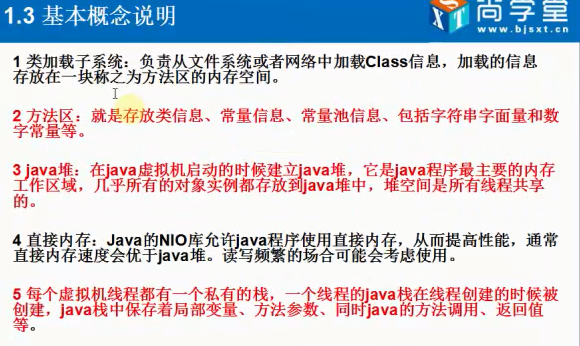 1.3 基本概念说明
尚学堂
www.bjsxt.cn
1 类加载子系统：负责从文件系统或者网络中加载Class信息，加载的信息
存放在一块称之为方法区的内存空间。
2 方法区：就是存放类信息、常量信息、常量池信息、包括字符串字面量和数
字常量等。
3 java堆：在java虚拟机启动的时候建立java堆，它是java程序最主要的内存
工作区域，几乎所有的对象实例都存放到java堆中，堆空间是所有线程共享
的。
4 直接内存：Java的NIO库允许java程序使用直接内存，从而提高性能，通常
直接内存速度会优于java堆。读写频繁的场合可能会考虑使用。
5 每个虚拟机线程都有一个私有的栈，一个线程的java栈在线程创建的时候被
创建，java栈中保存着局部变量、方法参数、同时java的方法调用、返回值
等。